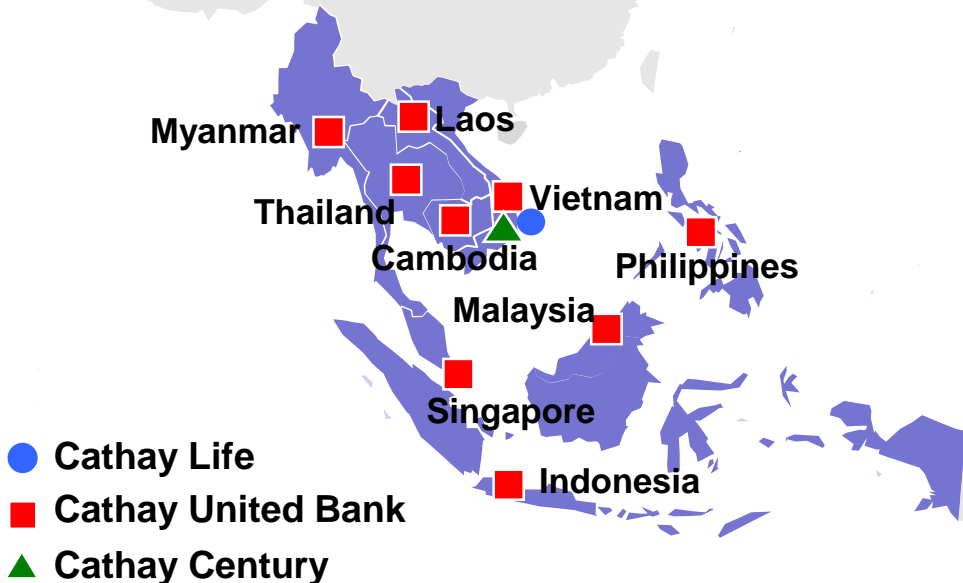 Myanmar
Laos
Thailand
Vietnam
Cambodia
Philippines
Malaysia
Singapore
Indonesia
Cathay Life
Cathay United Bank
Cathay Century